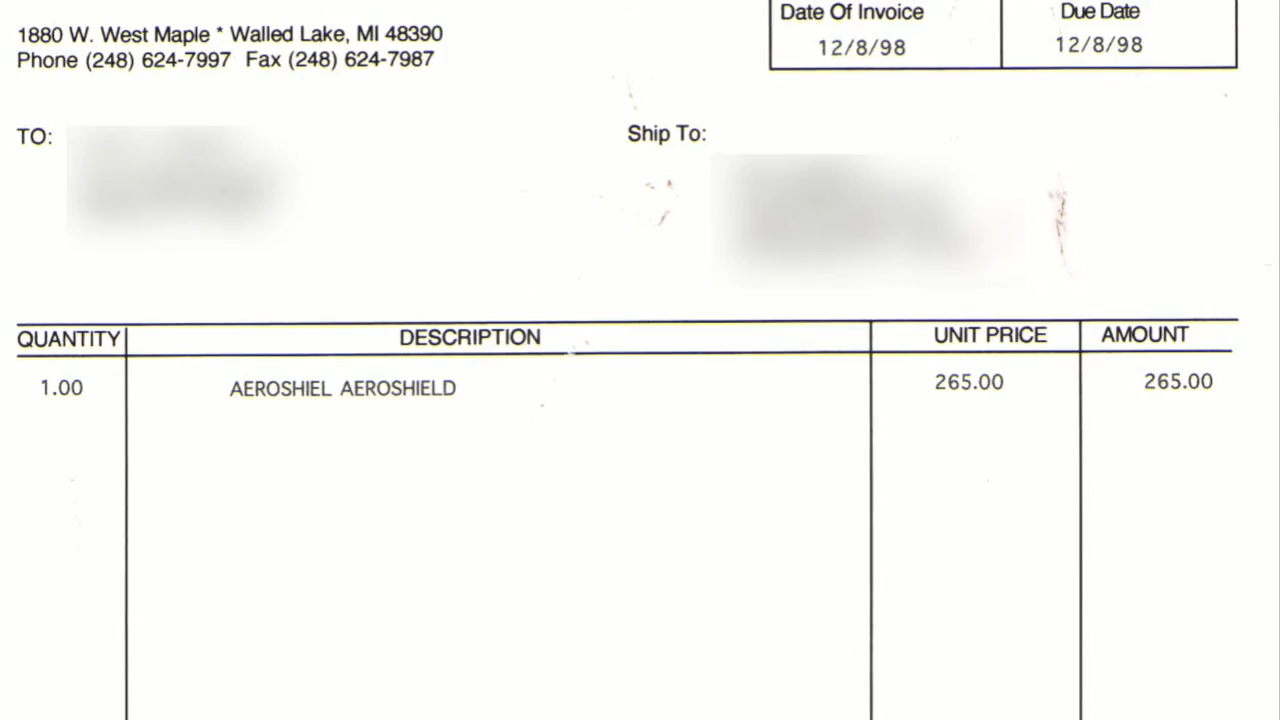 Date Of Invoice Due Date
1880 W. West Maple * Walled Lake, MI 48390
12/8/98 12/8/98
Phone (248) 624-7997 Fax (248) 624-7987
TO: Ship To:
QUANTITY DESCRIPTION UNIT PRICE AMOUNT
1.00 AEROSHIEL AEROSHIELD 265.00 265.00